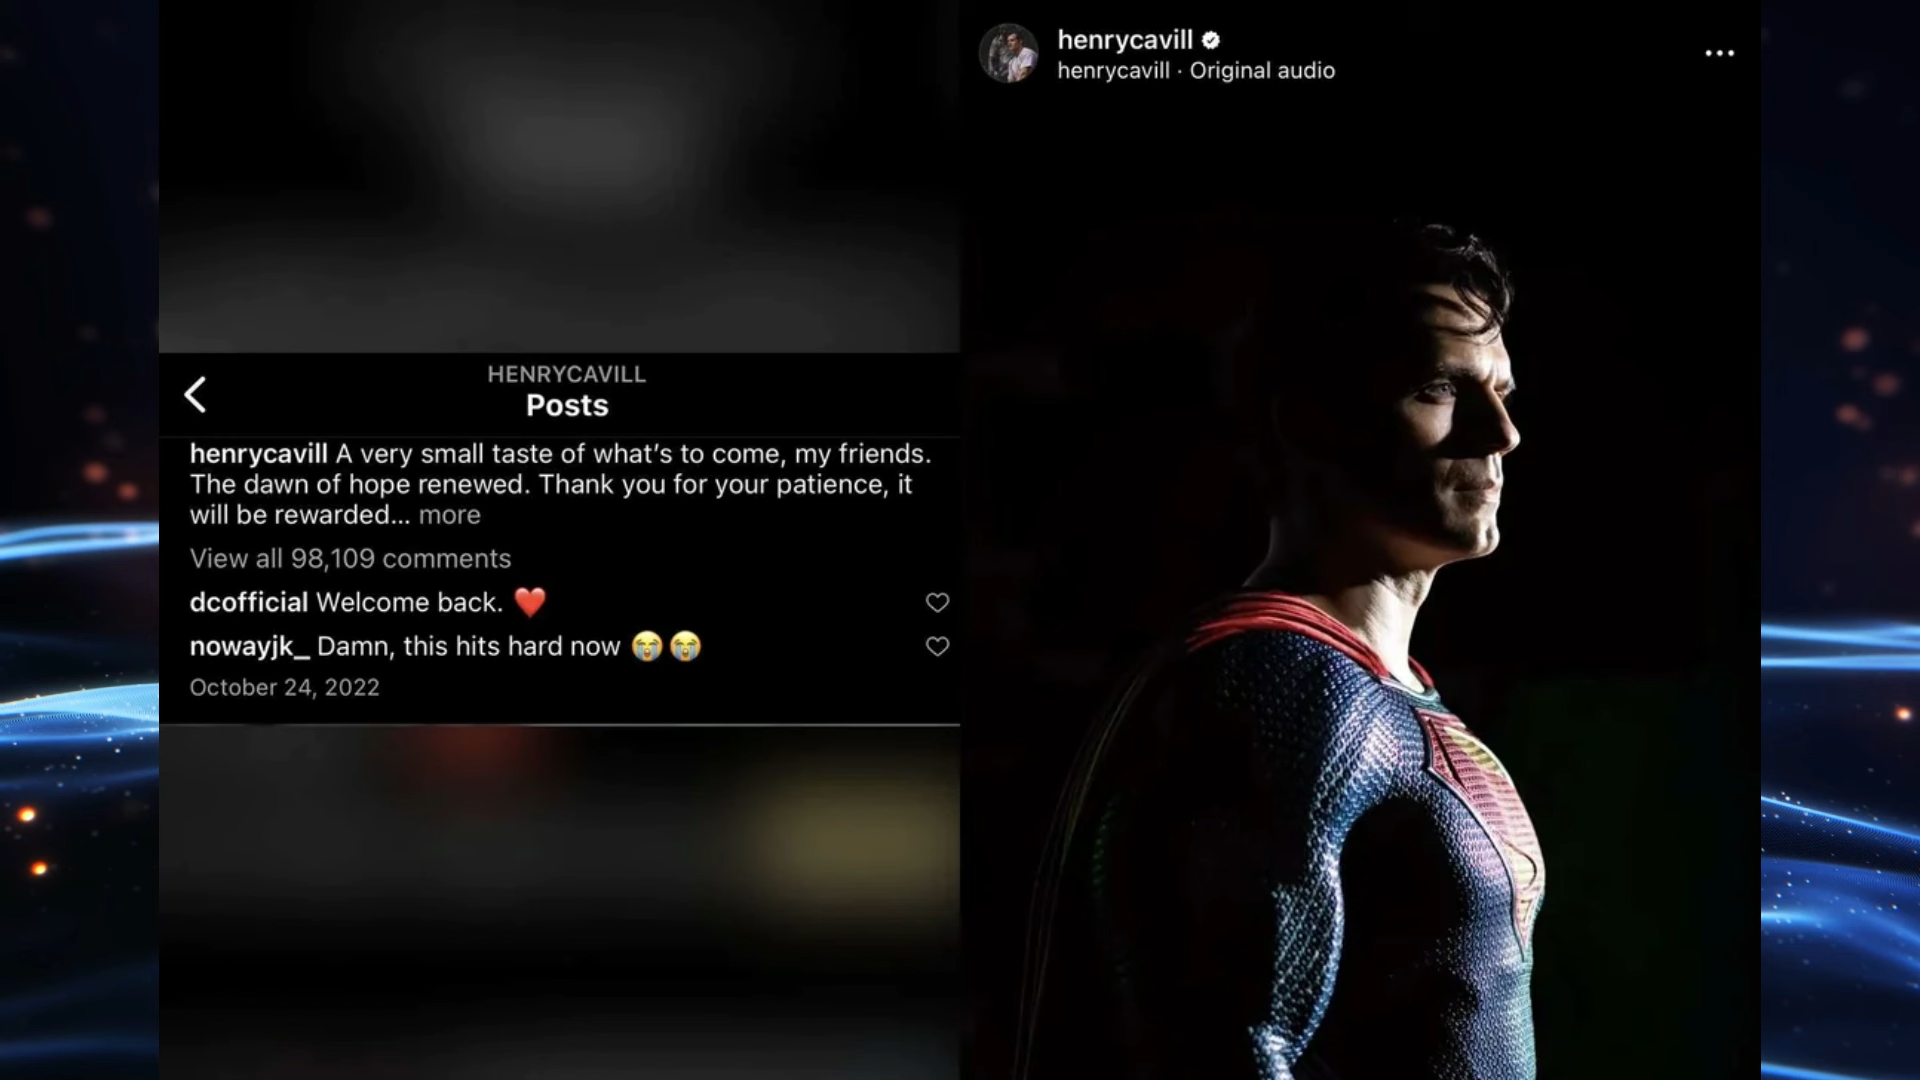 HENRYCAVILL
Posts
henrycavill A very small taste of what's to come, my friends.
The dawn of hope renewed. Thank you for your patience, it
will be rewarded... more
View all 98,109 comments
dcofficial Welcome back. ❤️
nowayjk_ Damn, this hits hard now 😭😭
October 24, 2022
henrycavill
henrycavill · Original audio